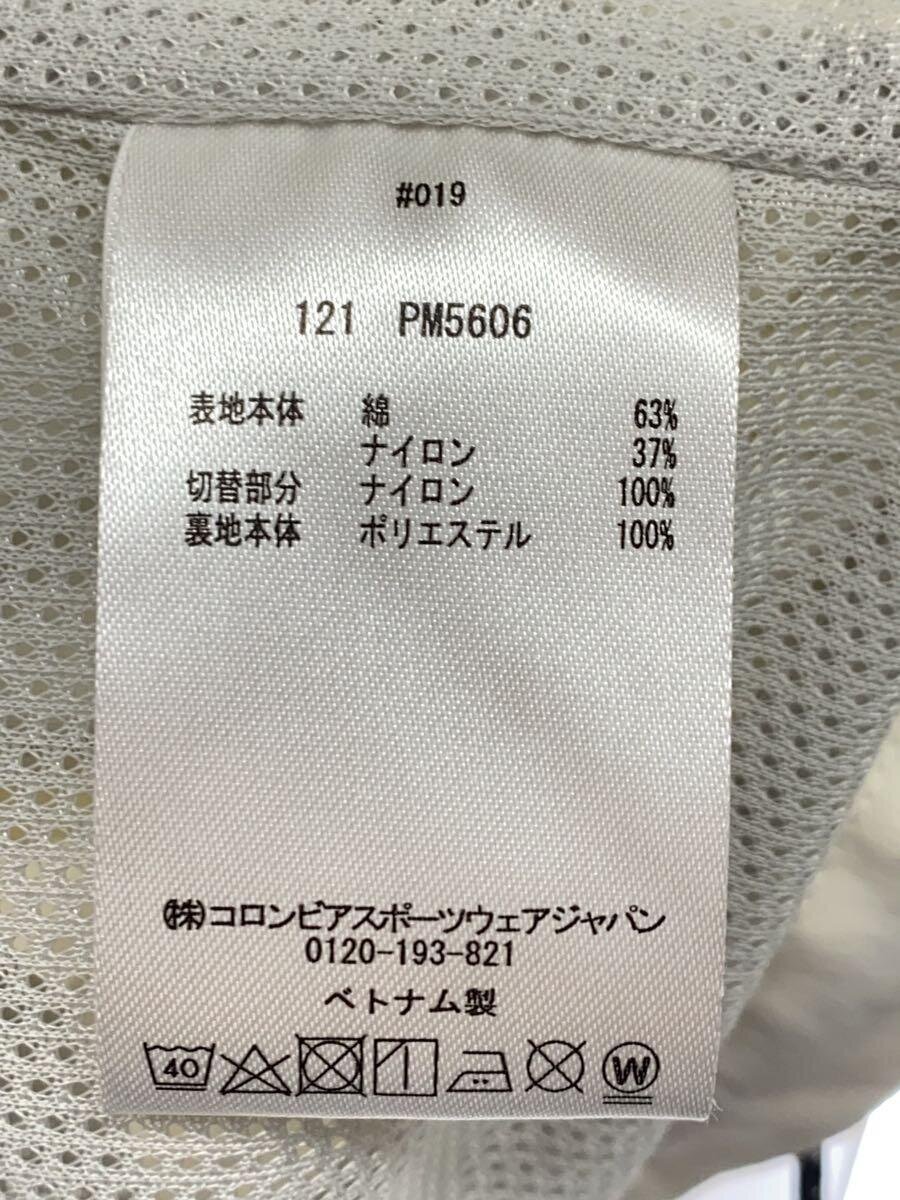 #019
121 PM5606
表地本体 綿 63%
ナイロン 37%
切替部分 ナイロン 100%
裏地本体 ポリエステル 100%
㈱コロンビアスポーツウェアジャパン
0120-193-821
ベトナム製
40 W